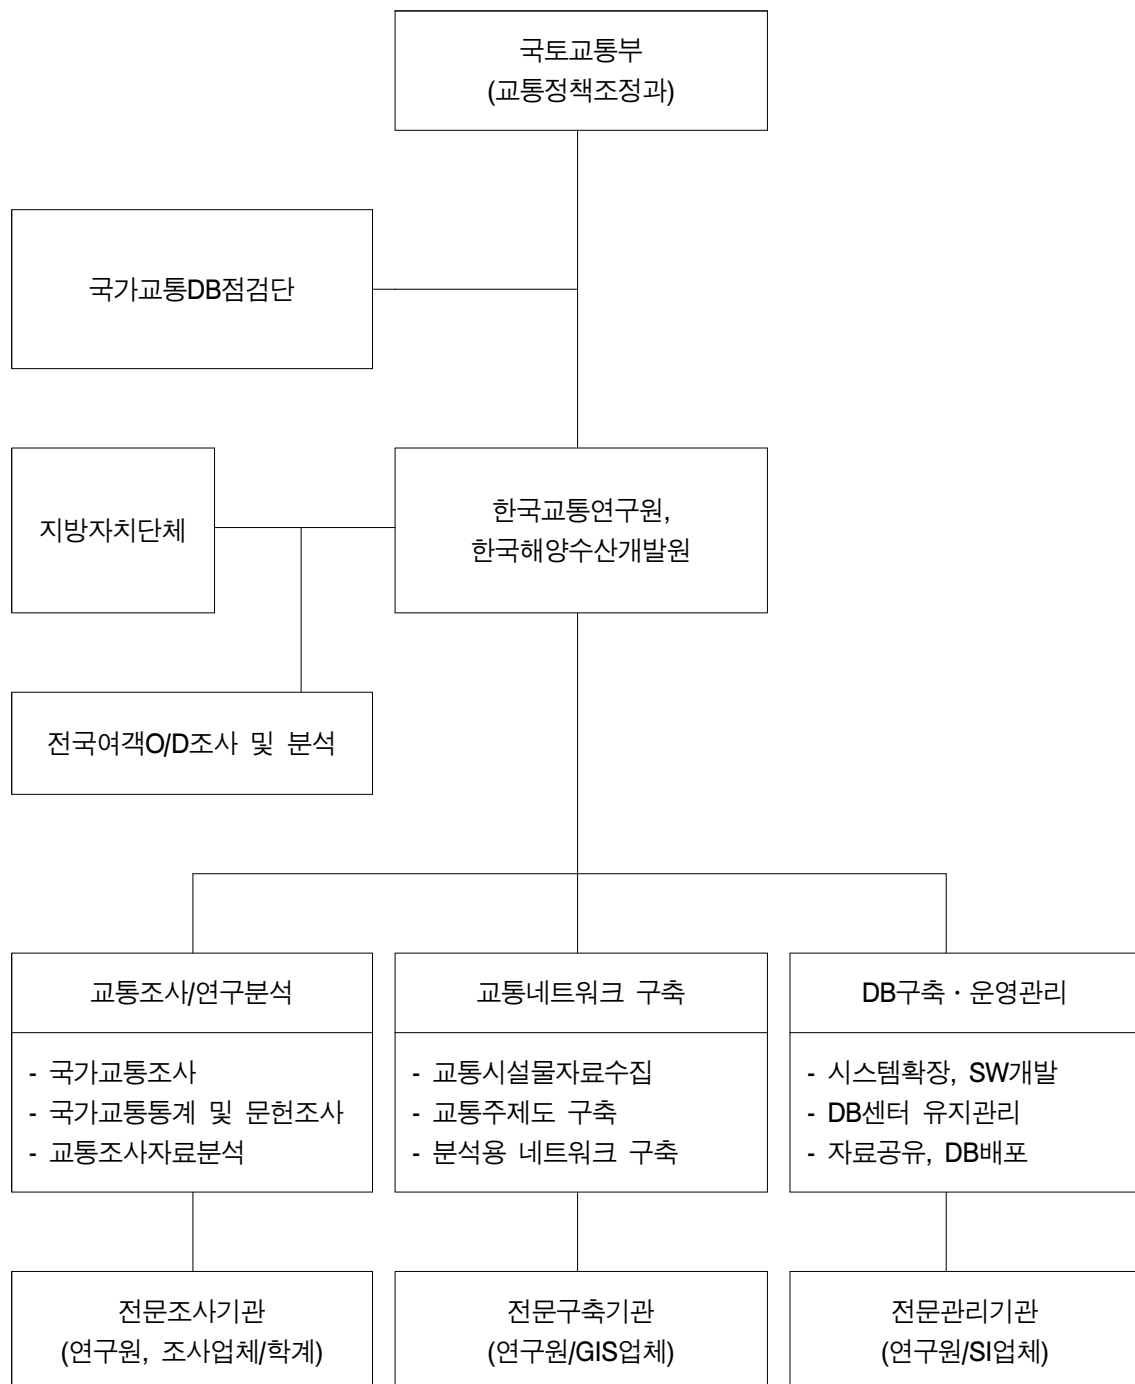 국토교통부
(교통정책조정과)
국가교통DB점검단
지방자치단체
한국교통연구원,
한국해양수산개발원
전국여객O/D조사 및 분석
교통조사/연구분석
- 국가교통조사
- 국가교통통계 및 문헌조사
- 교통조사자료분석
교통네트워크 구축
- 교통시설물자료수집
- 교통주제도 구축
- 분석용 네트워크 구축
DB구축 · 운영관리
- 시스템확장, SW개발
- DB센터 유지관리
- 자료공유, DB배포
전문조사기관
(연구원, 조사업체/학계)
전문구축기관
(연구원/GIS업체)
전문관리기관
(연구원/SI업체)